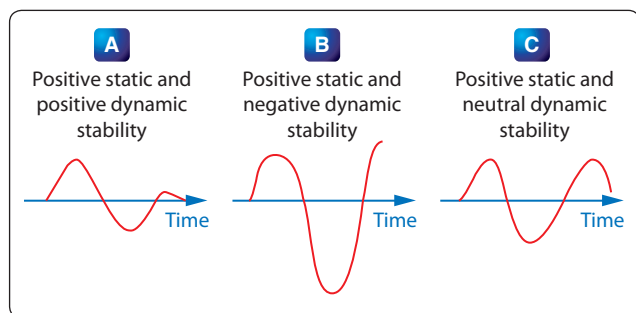 A
Positive static and
positive dynamic
stability
Time
B
Positive static and
negative dynamic
stability
Time
C
Positive static and
neutral dynamic
stability
Time